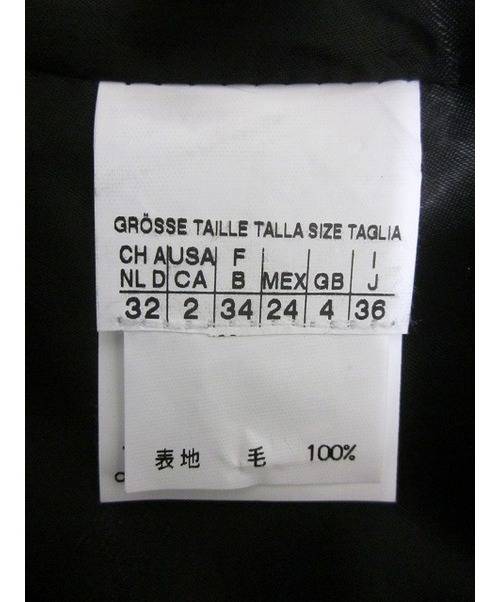 GRÖSSE TAILLE TALLA SIZE TAGLIA
CH A USA F I
NL D CA B MEX GB J
32 2 34 24 4 36
表地 毛 100%